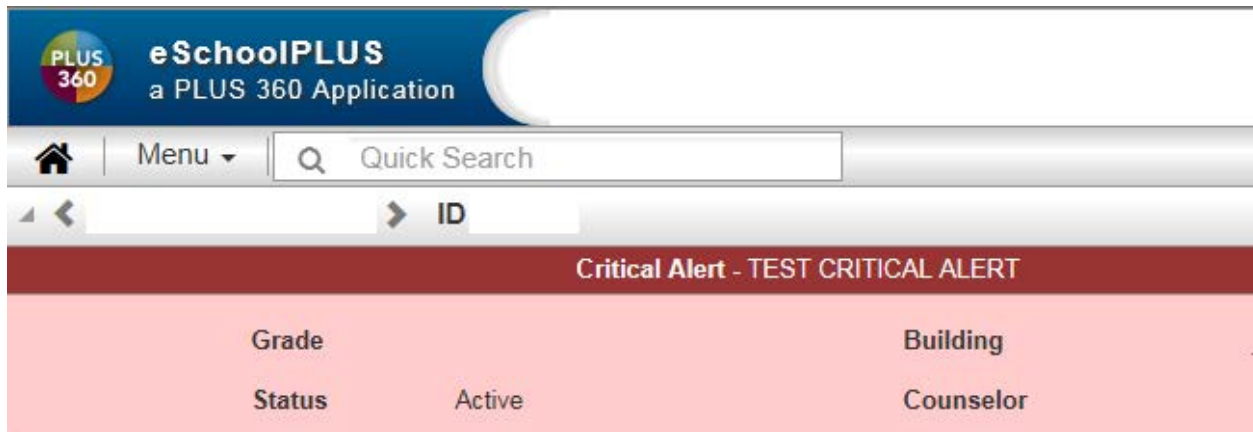 PLUS
360
eSchoolPLUS
a PLUS 360 Application
Menu
Quick Search
ID
Critical Alert - TEST CRITICAL ALERT
Grade Building
Status Active Counselor